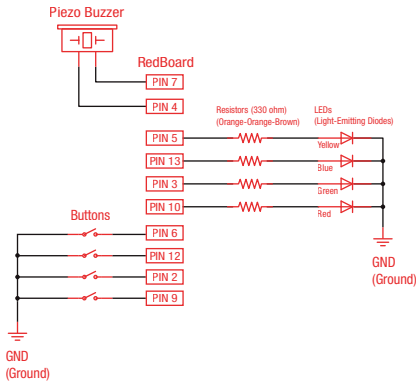 Piezo Buzzer
RedBoard
PIN 7
PIN 4
Resistors (330 ohm)
(Orange-Orange-Brown)
LEDs
(Light-Emitting Diodes)
PIN 5
Yellow
PIN 13
Blue
PIN 3
Green
PIN 10
Red
Buttons
PIN 6
PIN 12
PIN 2
PIN 9
GND
(Ground)
GND
(Ground)